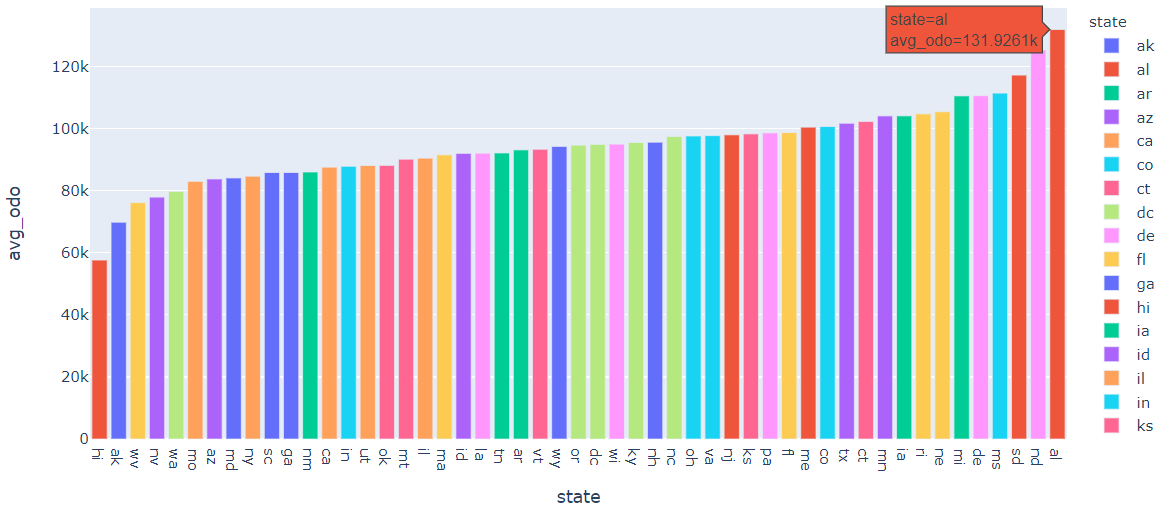 state=al
avg_odo=131.9261k
state
ak
al
ar
az
ca
co
ct
dc
de
fl
ga
hi
ia
id
il
in
ks
avg_odo
120k
100k
80k
60k
40k
20k
0
hi ak wv nv wa mo az md ny sc ga nm ca in ut ok mt il ma id la tn ar vt wy or dc wi ky nh nc oh va nj ks pa fl me co tx ct mn ia ri ne mi de ms sd nd al
state